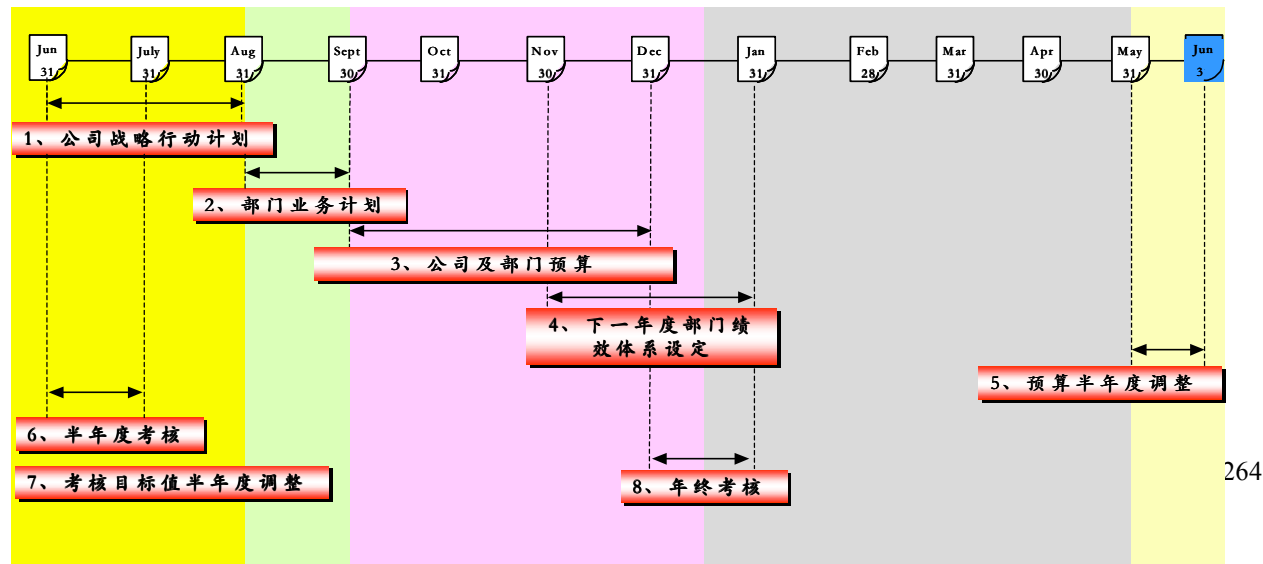 Jun
31
July
31
Aug
31
Sept
30
Oct
31
Nov
30
Dec
31
Jan
31
Feb
28
Mar
31
Apr
30
May
31
Jun
3
1、公司战略行动计划
2、部门业务计划
3、公司及部门预算
4、下一年度部门绩
效体系设定
5、预算半年度调整
6、半年度考核
7、考核目标值半年度调整
8、年终考核
264